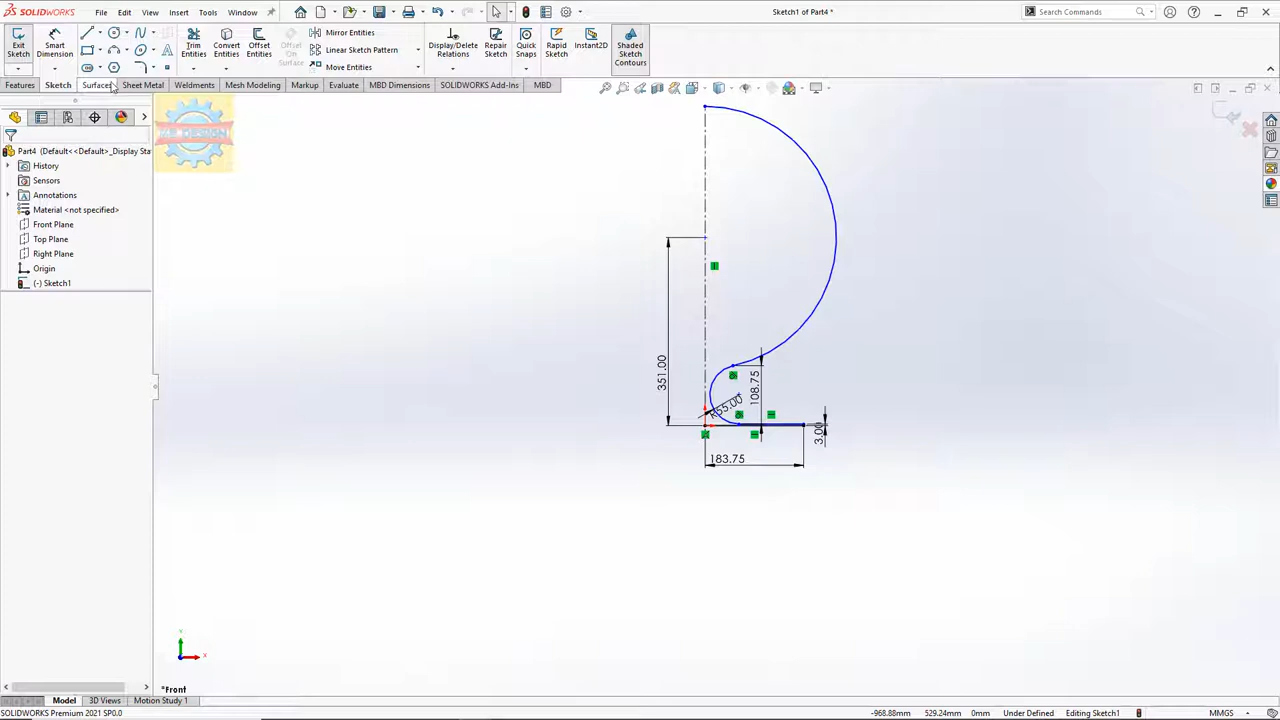 SOLIDWORKS
File
Edit
View
Insert
Tools
Window
Sketch1 of Part4 *
Search Commands
Exit Sketch
Smart Dimension
Trim Entities
Convert Entities
Offset Entities
Offset On Surface
Mirror Entities
Linear Sketch Pattern
Move Entities
Display/Delete Relations
Repair Sketch
Quick Snaps
Rapid Sketch
Instant2D
Shaded Sketch Contours
Features
Sketch
Surfaces
Sheet Metal
Weldments
Mesh Modeling
Markup
Evaluate
MBD Dimensions
SOLIDWORKS Add-Ins
MBD
Part4 (Default<<Default>_Display Sta
History
Sensors
Annotations
Material <not specified>
Front Plane
Top Plane
Right Plane
Origin
(-) Sketch1
351.00
108.75
R55.00
3.00
183.75
Y
X
*Front
Model
3D Views
Motion Study 1
SOLIDWORKS Premium 2021 SP0.0
-968.88mm
529.24mm
0mm
Under Defined
Editing Sketch1
MMGS